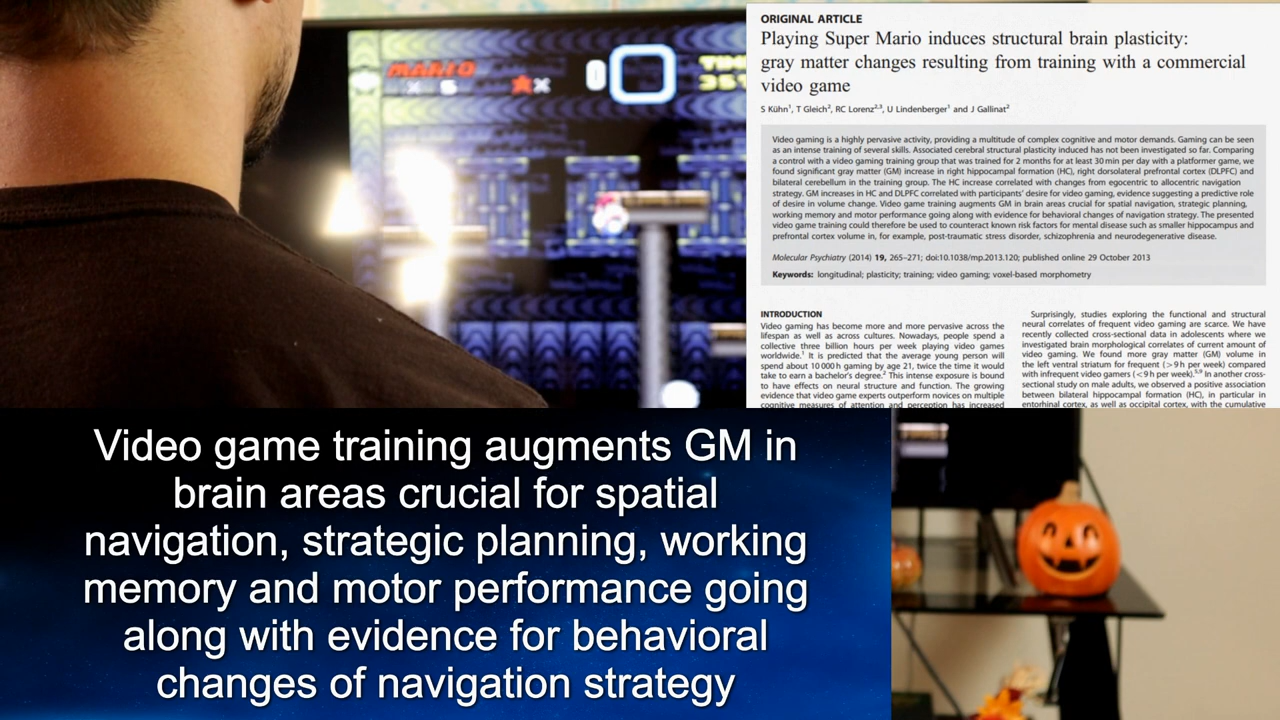 MARIO
TIME
x 5
x
0
357
ORIGINAL ARTICLE
Playing Super Mario induces structural brain plasticity:
gray matter changes resulting from training with a commercial
video game
S Kühn¹, T Gleich², RC Lorenz²,³, U Lindenberger¹ and J Gallinat²
Video gaming is a highly pervasive activity, providing a multitude of complex cognitive and motor demands. Gaming can be seen
as an intense training of several skills. Associated cerebral structural plasticity induced has not been investigated so far. Comparing
a control with a video gaming training group that was trained for 2 months for at least 30 min per day with a platformer game, we
found significant gray matter (GM) increase in right hippocampal formation (HC), right dorsolateral prefrontal cortex (DLPFC) and
bilateral cerebellum in the training group. The HC increase correlated with changes from egocentric to allocentric navigation
strategy. GM increases in HC and DLPFC correlated with participants' desire for video gaming, evidence suggesting a predictive role
of desire in volume change. Video game training augments GM in brain areas crucial for spatial navigation, strategic planning,
working memory and motor performance going along with evidence for behavioral changes of navigation strategy. The presented
video game training could therefore be used to counteract known risk factors for mental disease such as smaller hippocampus and
prefrontal cortex volume in, for example, post-traumatic stress disorder, schizophrenia and neurodegenerative disease.
Molecular Psychiatry (2014) 19, 265–271; doi:10.1038/mp.2013.120; published online 29 October 2013
Keywords: longitudinal; plasticity; training; video gaming; voxel-based morphometry
INTRODUCTION
Video gaming has become more and more pervasive across the
lifespan as well as across cultures. Nowadays, people spend a
collective three billion hours per week playing video games
worldwide.¹ It is predicted that the average young person will
spend about 10 000 h gaming by age 21, twice the time it would
take to earn a bachelor's degree.² This intense exposure is bound
to have effects on neural structure and function. The growing
evidence that video game experts outperform novices on multiple
cognitive measures of attention and perception has increased
Surprisingly, studies exploring the functional and structural
neural correlates of frequent video gaming are scarce. We have
recently collected cross-sectional data in adolescents where we
investigated brain morphological correlates of current amount of
video gaming. We found more gray matter (GM) volume in
the left ventral striatum for frequent (>9 h per week) compared
with infrequent video gamers (<9 h per week).⁵,⁹ In another cross-
sectional study on male adults, we observed a positive association
between bilateral hippocampal formation (HC), in particular in
entorhinal cortex, as well as occipital cortex, with the cumulative
Video game training augments GM in
brain areas crucial for spatial
navigation, strategic planning, working
memory and motor performance going
along with evidence for behavioral
changes of navigation strategy